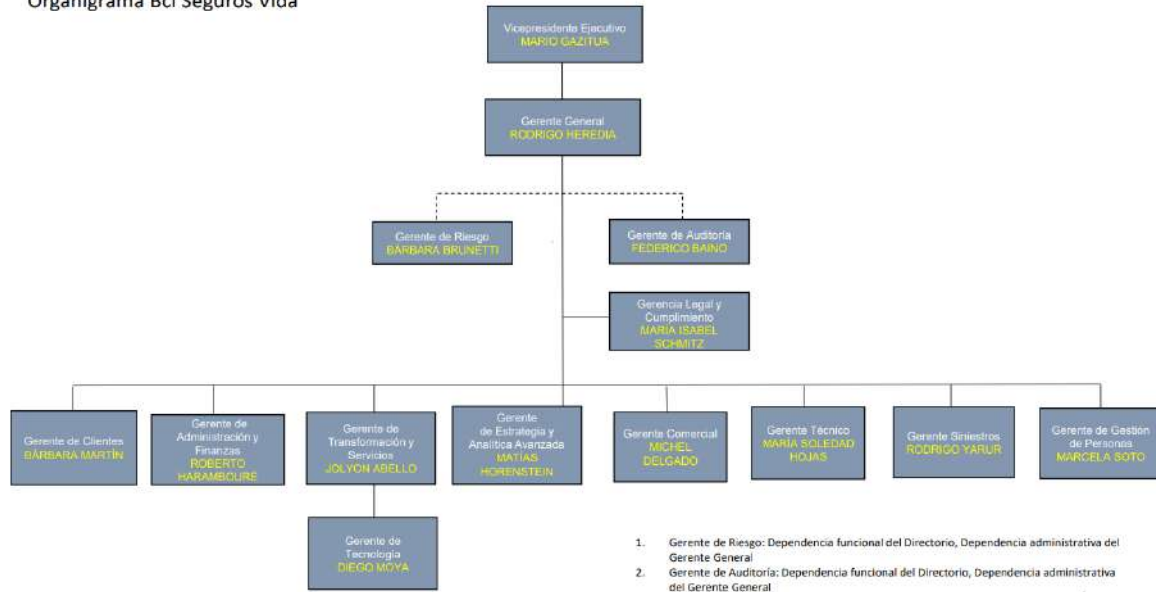 Organigrama Bci Seguros Vida
Vicepresidente Ejecutivo
MARIO GAZITUA
Gerente General
RODRIGO HEREDIA
Gerente de Riesgo
BÁRBARA BRUNETTI
Gerente de Auditoría
FEDERICO BAINO
Gerencia Legal y
Cumplimiento
MARÍA ISABEL
SCHMITZ
Gerente de Clientes
BÁRBARA MARTÍN
Gerente de
Administración y
Finanzas
ROBERTO
HARAMBOURE
Gerente de
Transformación y
Servicios
JOLYON ABELLO
Gerente
de Estrategia y
Analítica Avanzada
MATÍAS
HORENSTEIN
Gerente Comercial
MICHEL
DELGADO
Gerente Técnico
MARÍA SOLEDAD
HOJAS
Gerente Siniestros
RODRIGO YARUR
Gerente de Gestión
de Personas
MARCELA SOTO
Gerente de
Tecnología
DIEGO MOYA
1. Gerente de Riesgo: Dependencia funcional del Directorio, Dependencia administrativa del
Gerente General
2. Gerente de Auditoría: Dependencia funcional del Directorio, Dependencia administrativa
del Gerente General